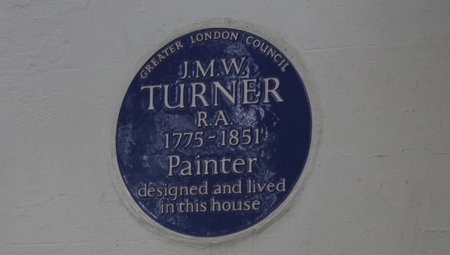 GREATER LONDON COUNCIL
J.M.W.
TURNER
R.A.
1775-1851
Painter
designed and lived
in this house